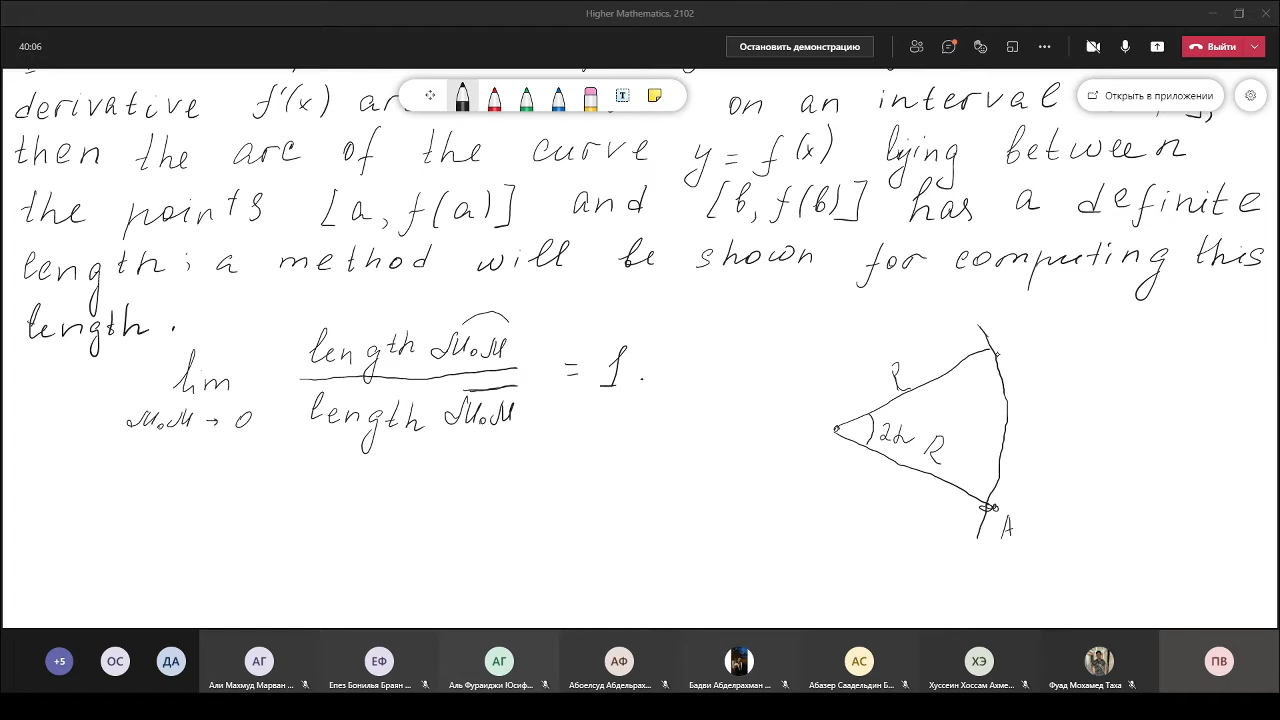 Higher Mathematics, 2102
40:06
Остановить демонстрацию
Выйти
Открыть в приложении
derivative f'(x) on an interval
then the arc of the curve y = f(x) lying between
the points [a, f(a)] and [b, f(b)] has a definite
length; a method will be shown for computing this
length.
lim M₀M → 0 length M₀M / length M₀M = 1.
R
2α R
A
+5 ОС ДА АГ ЕФ АГ АФ АС ХЭ ПВ
Али Махмуд Марван ... Епез Бонилья Браян ... Аль Фураиджи Юсиф... Абоелсуд Абдельрах... Бадви Абделрахман ... Абазер Саадельдин Б... Хуссеин Хоссам Ахме... Фуад Мохамед Таха